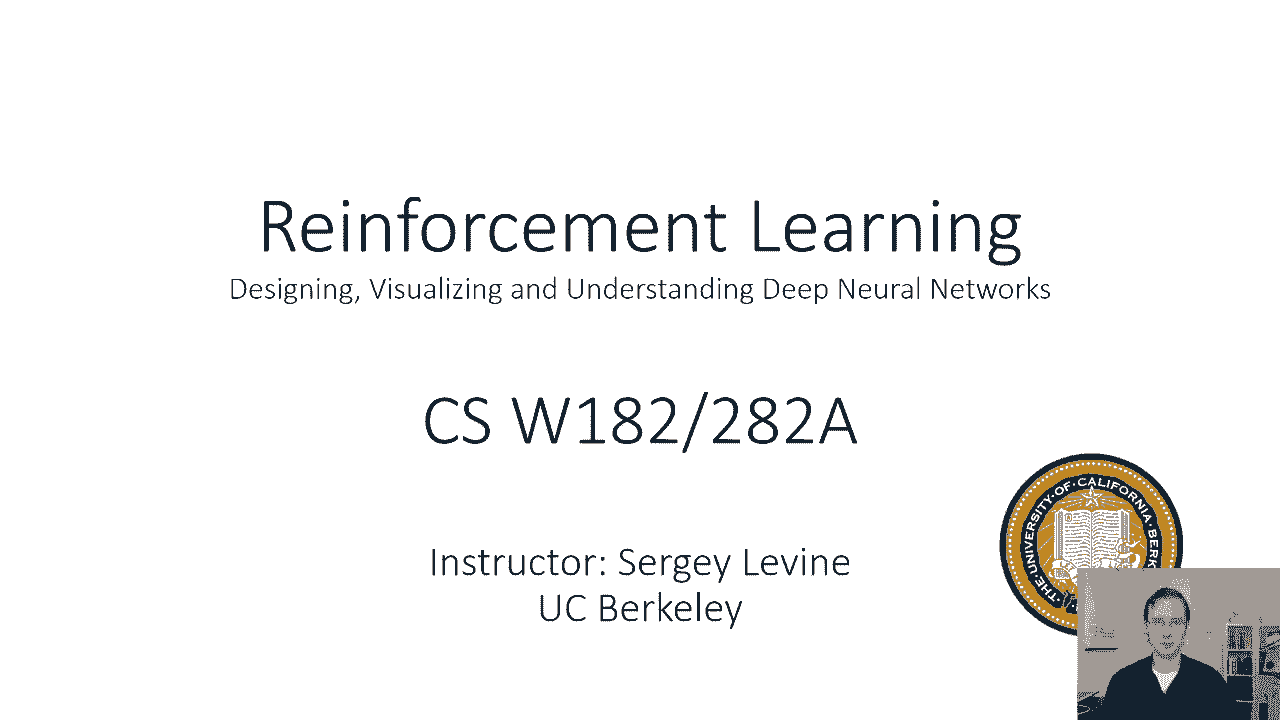 Reinforcement Learning
Designing, Visualizing and Understanding Deep Neural Networks
CS W182/282A
Instructor: Sergey Levine
UC Berkeley
THE·UNIVERSITY·OF·CALIFORNIA·BERK